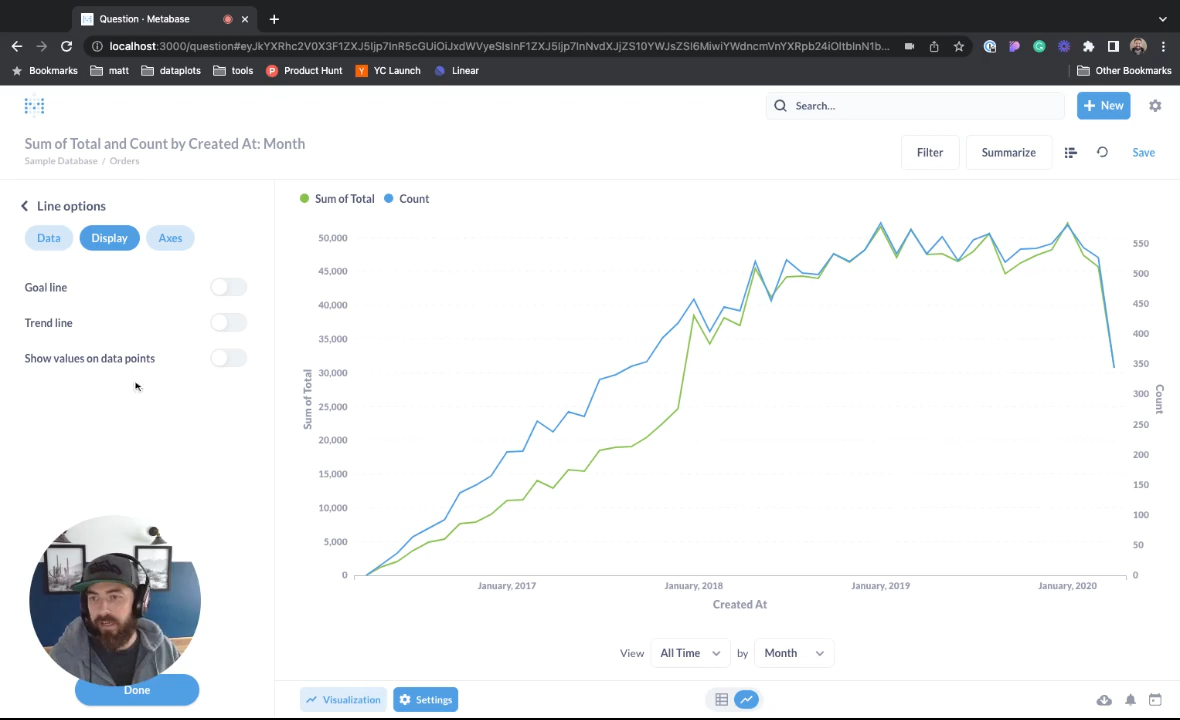 Question · Metabase
localhost:3000/question#eyJkYXRhc2V0X3F1ZXJ5Ijp7InR5cGUiOiJxdWVyeSIsInF1ZXJ5Ijp7InNvdXJjZS10YWJsZSI6MiwiYWdncmVnYXRpb24iOltbInN1b...
Bookmarks matt dataplots tools Product Hunt YC Launch Linear Other Bookmarks
Search...
New
Sum of Total and Count by Created At: Month
Sample Database / Orders
Filter
Summarize
Save
Line options
Data Display Axes
Goal line
Trend line
Show values on data points
Done
Sum of Total Count
50,000
45,000
40,000
35,000
30,000
25,000
20,000
15,000
10,000
5,000
0
Sum of Total
550
500
450
400
350
300
250
200
150
100
50
0
Count
January, 2017 January, 2018 January, 2019 January, 2020
Created At
View All Time by Month
Visualization Settings